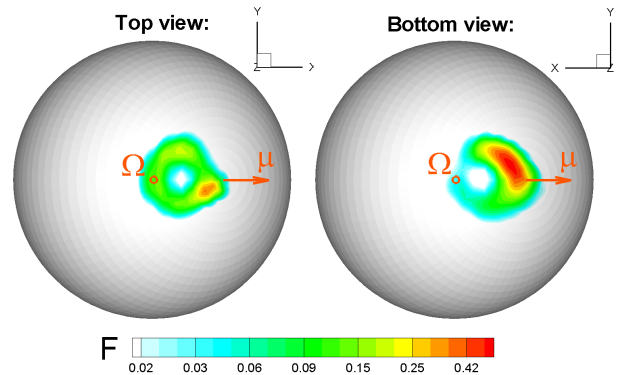 Top view:
Y
Z
X
Bottom view:
Y
X
Z
Ω
μ
Ω
μ
F
0.02 0.03 0.06 0.09 0.15 0.25 0.42